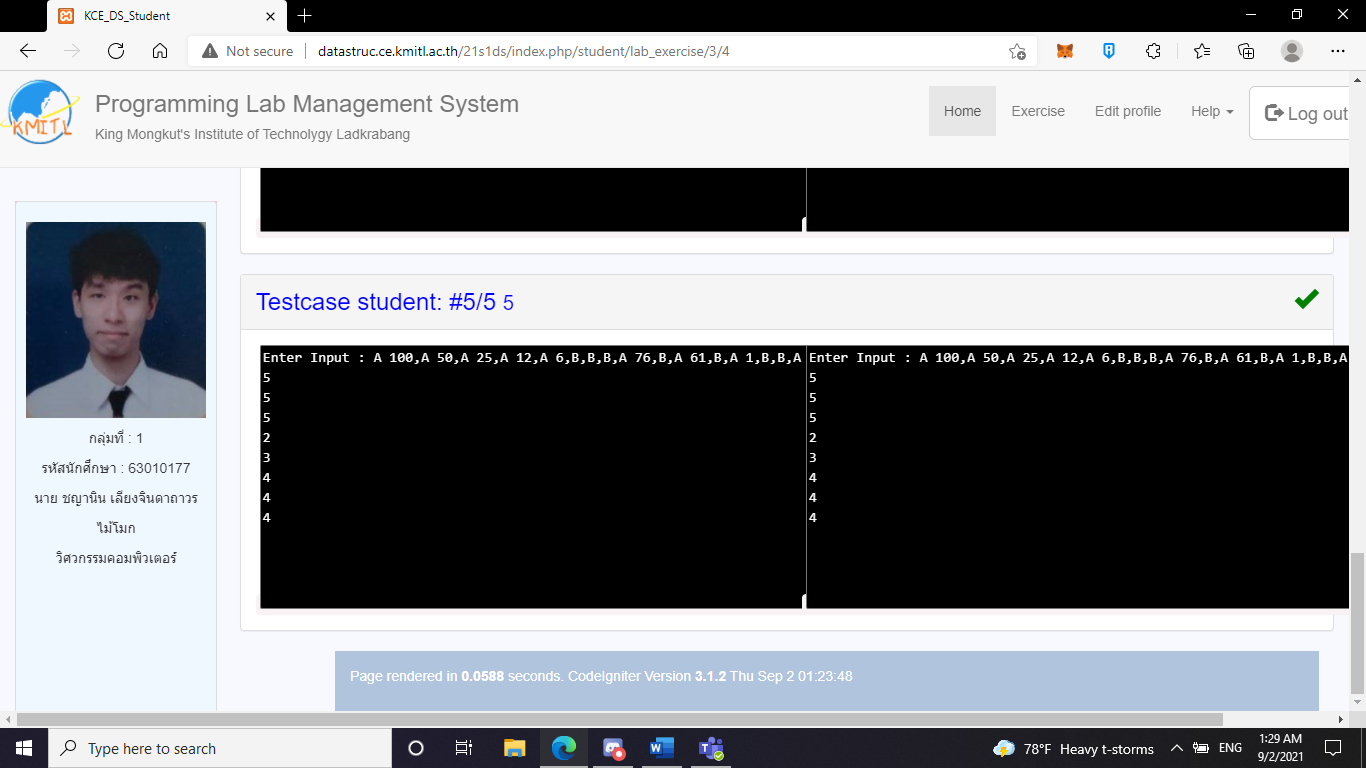 KCE_DS_Student
Not secure
datastruc.ce.kmitl.ac.th/21s1ds/index.php/student/lab_exercise/3/4
KMITL
Programming Lab Management System
King Mongkut's Institute of Technolygy Ladkrabang
Home
Exercise
Edit profile
Help
Log out
กลุ่มที่ : 1
รหัสนักศึกษา : 63010177
นาย ชญานิน เลียงจินดาถาวร
ไม้โมก
วิศวกรรมคอมพิวเตอร์
Testcase student: #5/5 5
Enter Input : A 100,A 50,A 25,A 12,A 6,B,B,B,A 76,B,A 61,B,A 1,B,B,A
5
5
5
2
3
4
4
4
Enter Input : A 100,A 50,A 25,A 12,A 6,B,B,B,A 76,B,A 61,B,A 1,B,B,A
5
5
5
2
3
4
4
4
Page rendered in 0.0588 seconds. CodeIgniter Version 3.1.2 Thu Sep 2 01:23:48
Type here to search
78°F Heavy t-storms
ENG
1:29 AM
9/2/2021